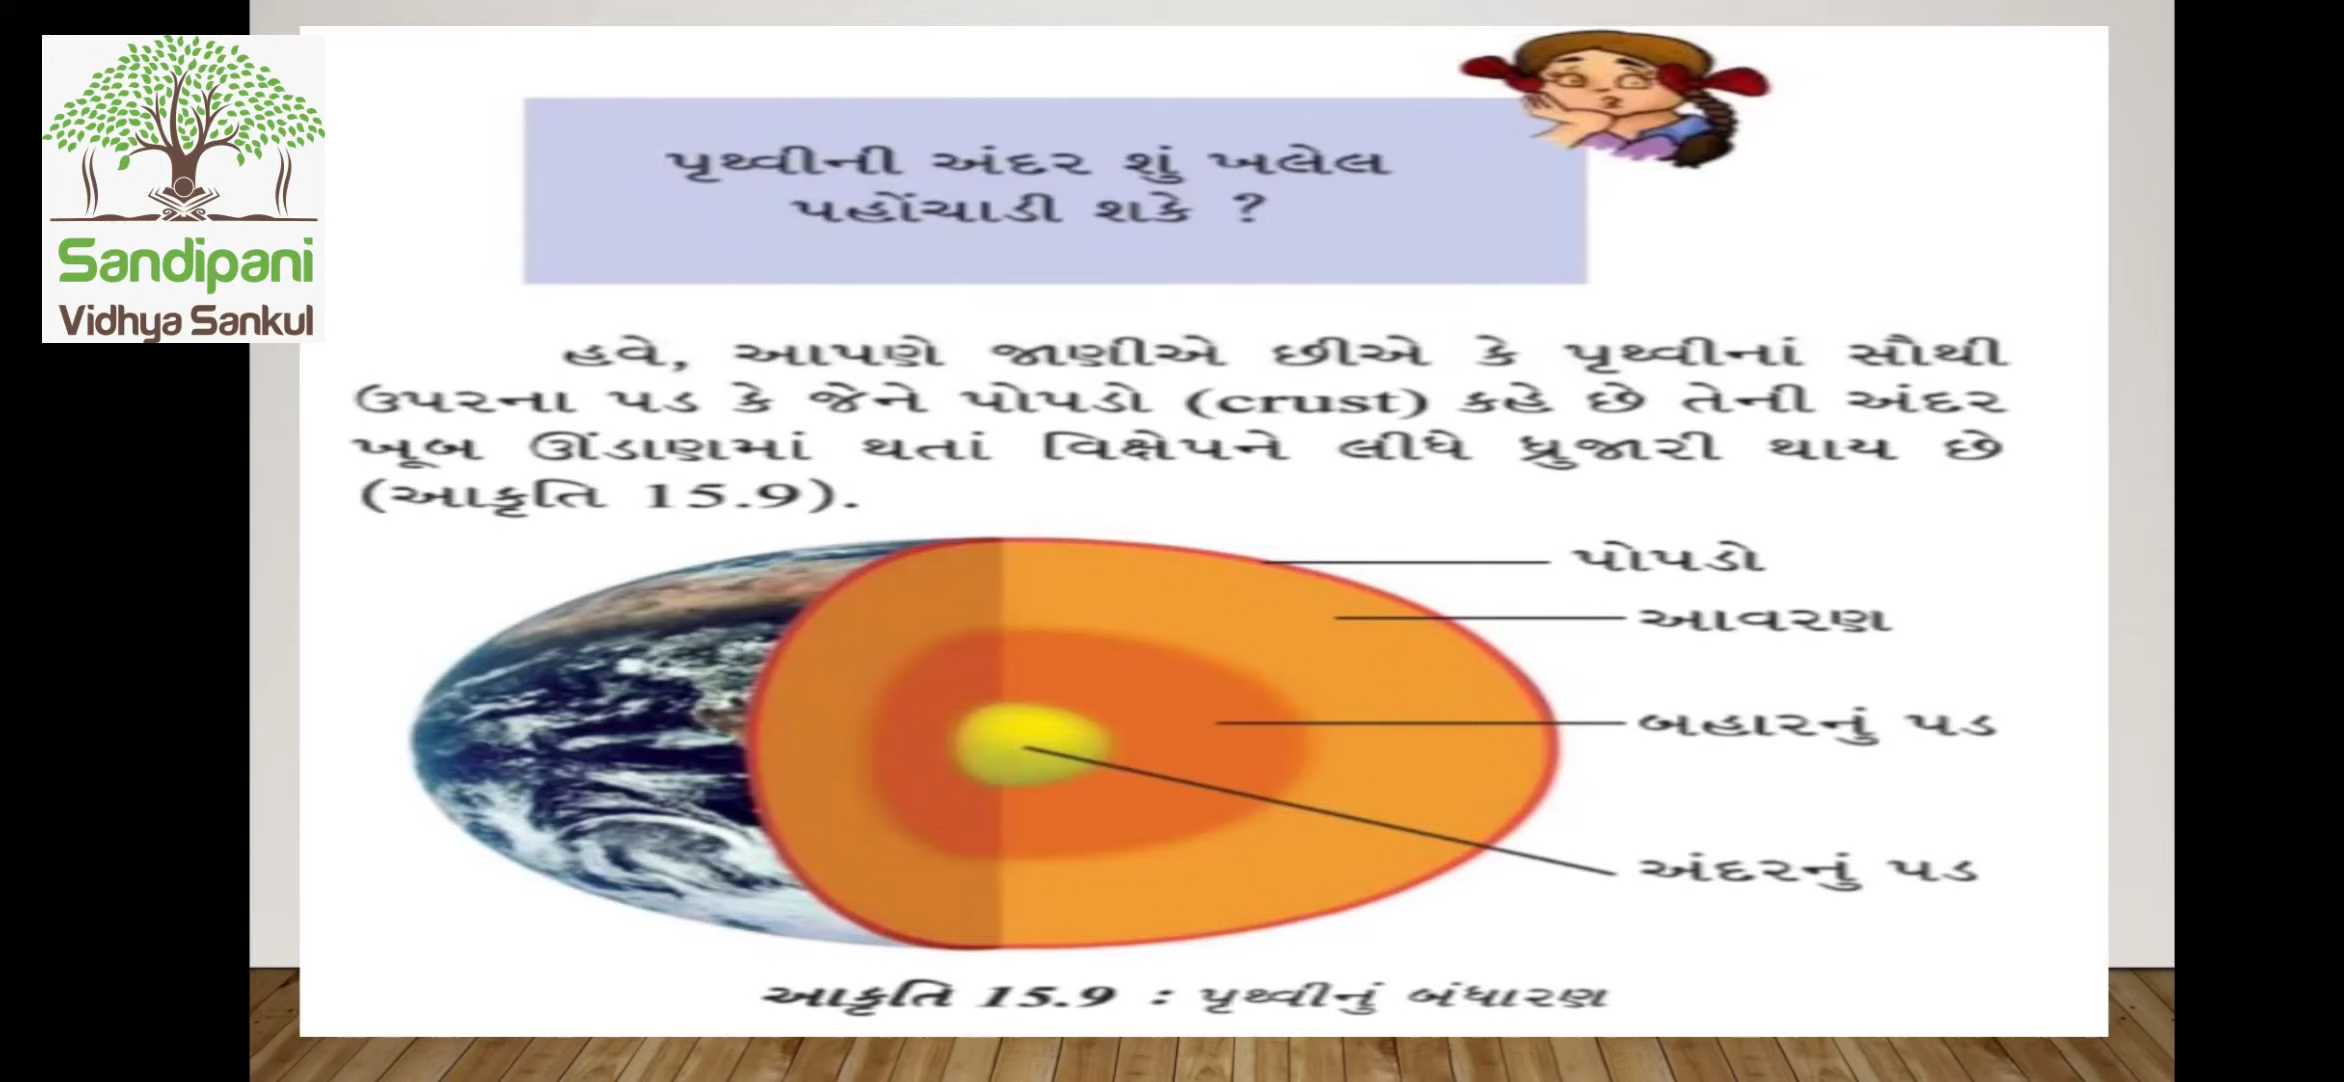 Sandipani
Vidhya Sankul
પૃથ્વીની અંદર શું ખલેલ
પહોંચાડી શકે ?
હવે, આપણે જાણીએ છીએ કે પૃથ્વીનાં સૌથી
ઉપરના પડ કે જેને પોપડો (crust) કહે છે તેની અંદર
ખૂબ ઊંડાણમાં થતાં વિક્ષેપને લીધે ધ્રુજારી થાય છે
(આકૃતિ 15.9).
પોપડો
આવરણ
બહારનું પડ
અંદરનું પડ
આકૃતિ 15.9 : પૃથ્વીનું બંધારણ